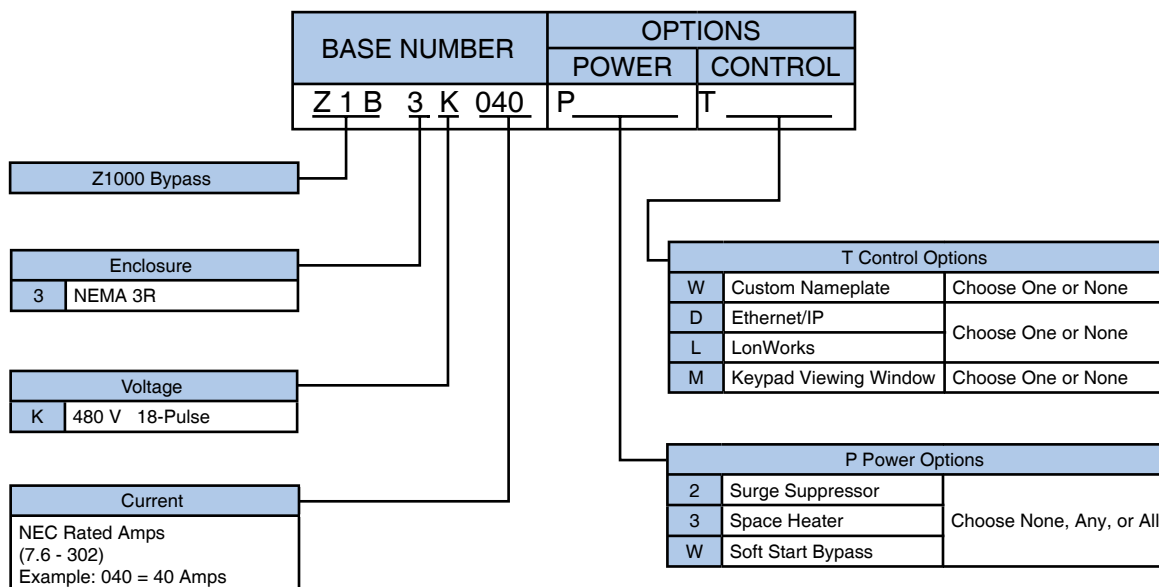 BASE NUMBER
OPTIONS
POWER CONTROL
Z 1 B 3 K 040 P T
Z1000 Bypass
Enclosure
3 NEMA 3R
Voltage
K 480 V 18-Pulse
Current
NEC Rated Amps
(7.6 - 302)
Example: 040 = 40 Amps
T Control Options
W Custom Nameplate Choose One or None
D Ethernet/IP Choose One or None
L LonWorks
M Keypad Viewing Window Choose One or None
P Power Options
2 Surge Suppressor
3 Space Heater Choose None, Any, or All
W Soft Start Bypass